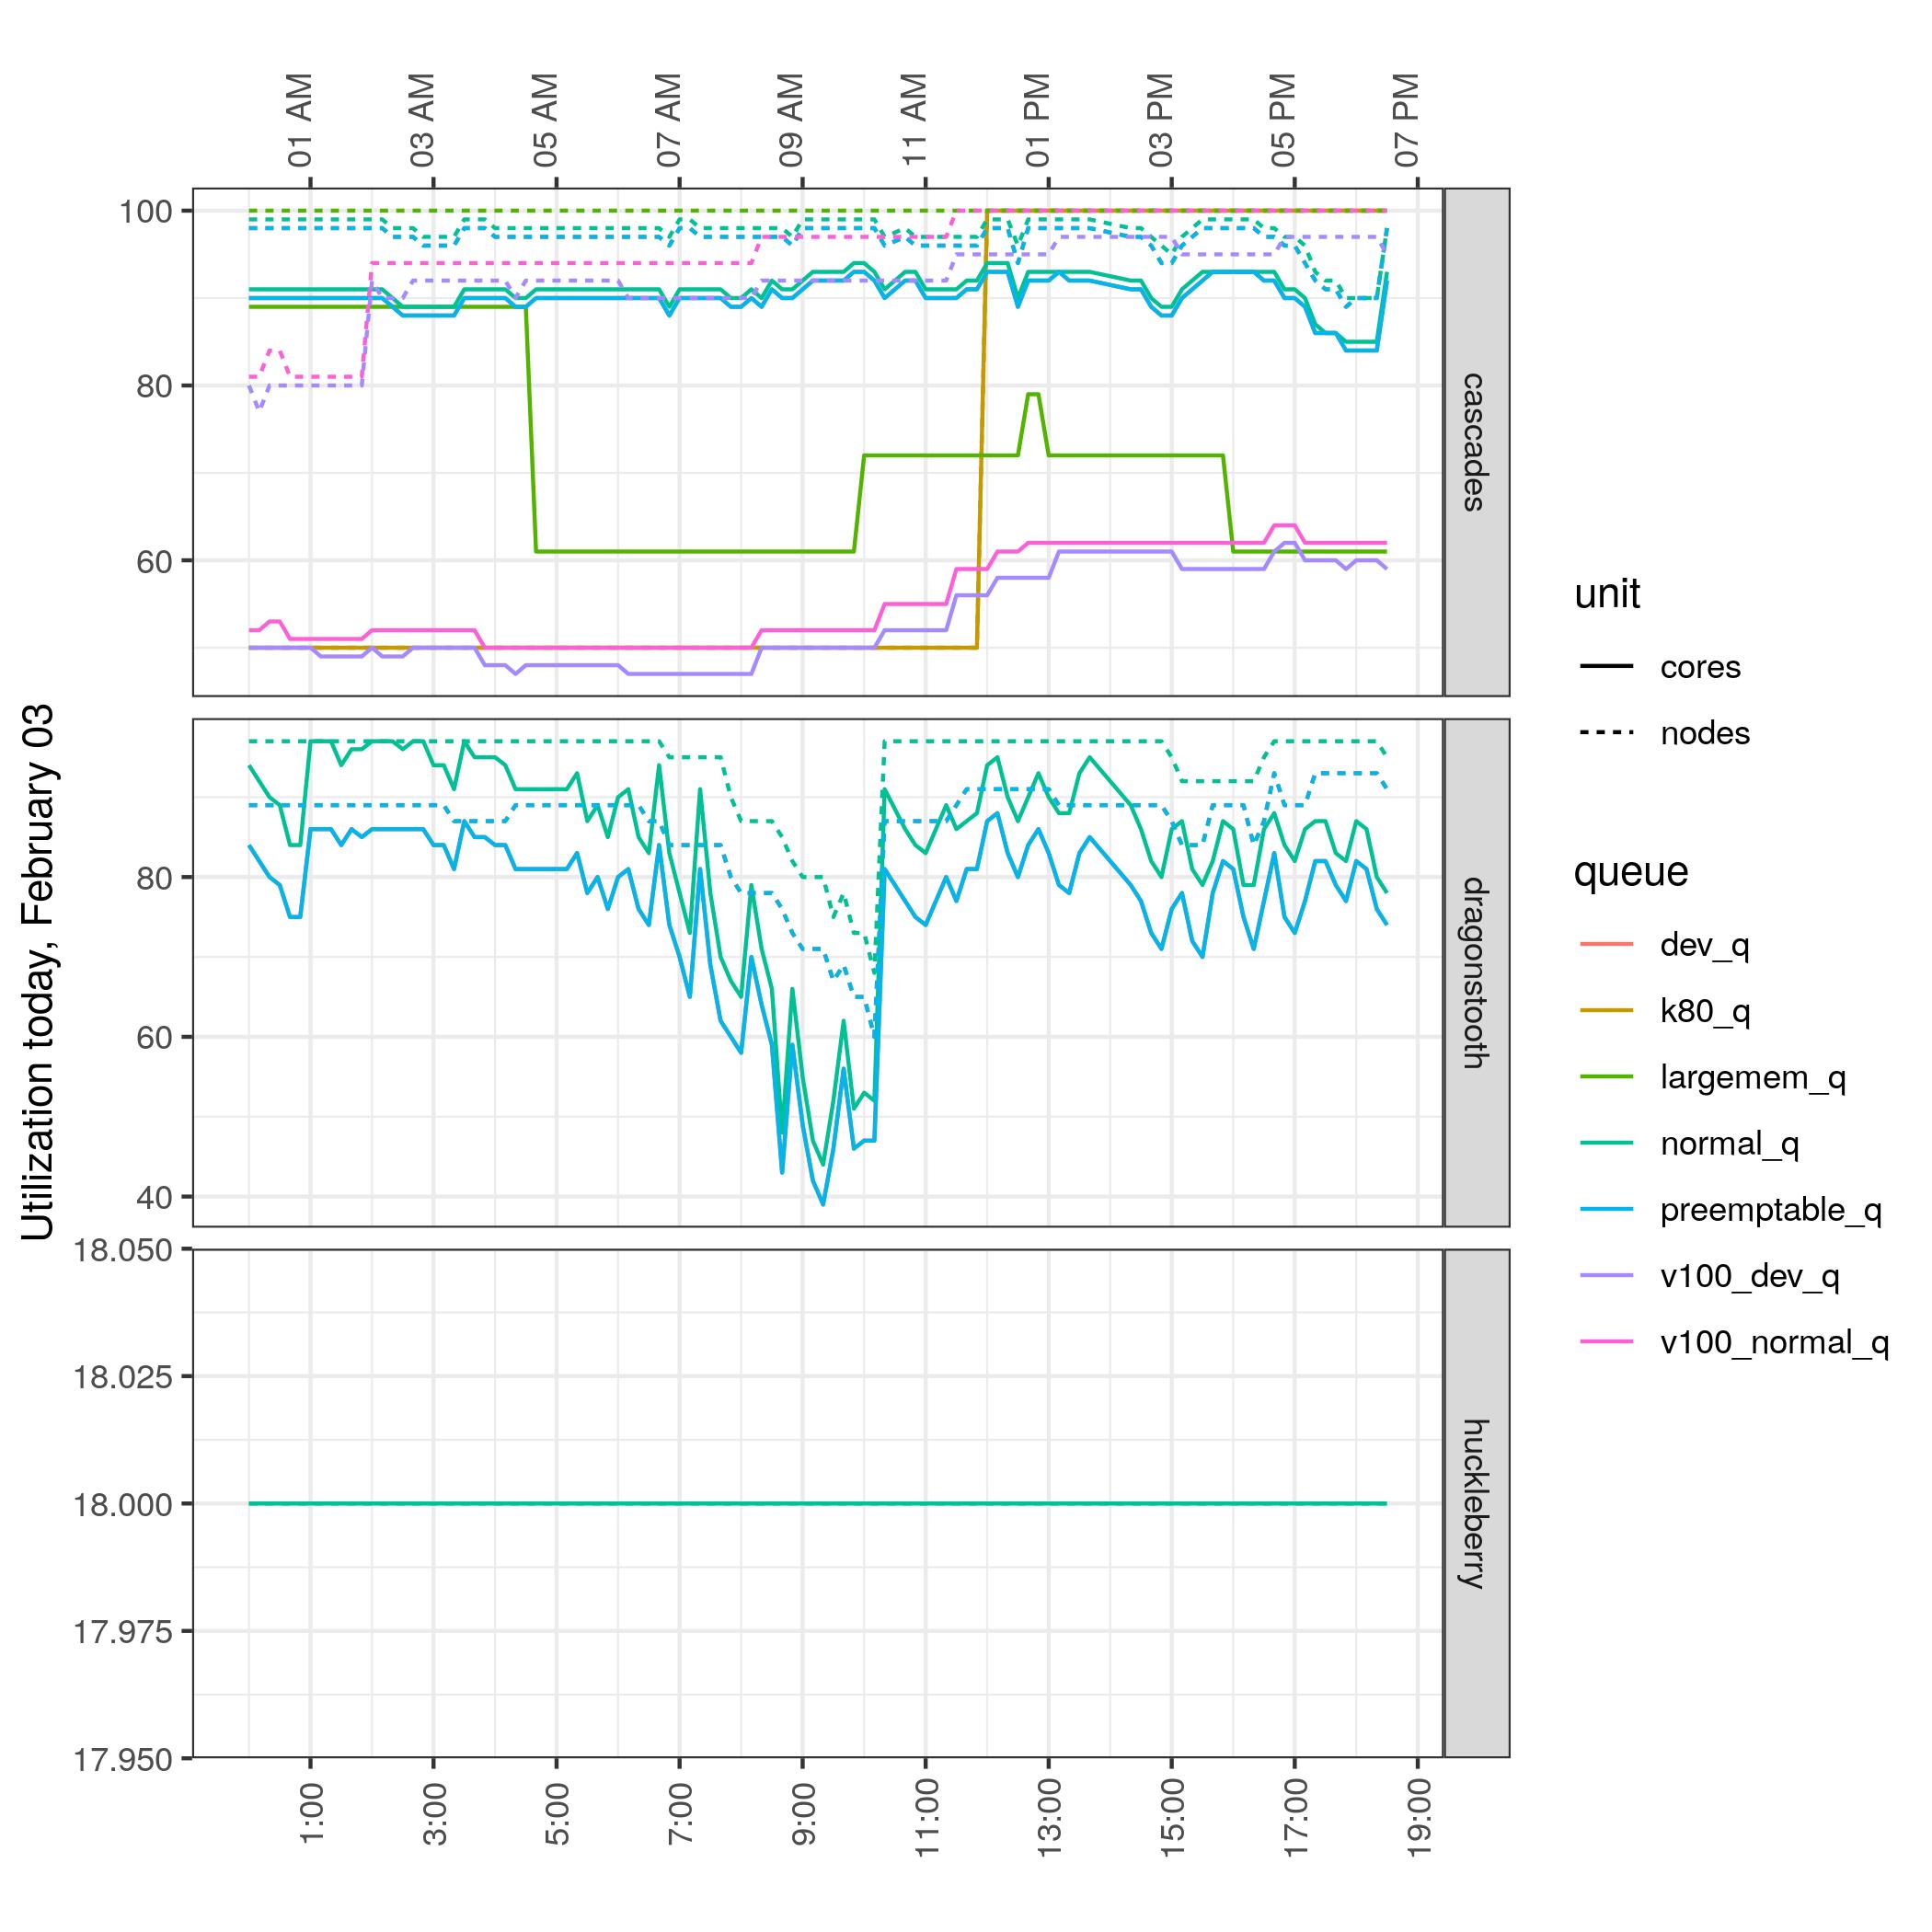 01 AM
03 AM
05 AM
07 AM
09 AM
11 AM
01 PM
03 PM
05 PM
07 PM
Utilization today, February 03
100
80
60
cascades
80
60
40
dragonstooth
18.050
18.025
18.000
17.975
17.950
huckleberry
1:00
3:00
5:00
7:00
9:00
11:00
13:00
15:00
17:00
19:00
unit
cores
nodes
queue
dev_q
k80_q
largemem_q
normal_q
preemptable_q
v100_dev_q
v100_normal_q